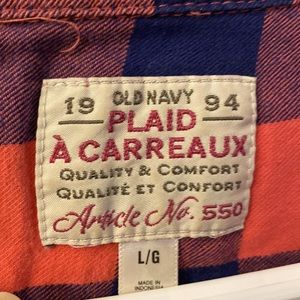 19 OLD NAVY 94
PLAID
À CARREAUX
QUALITY & COMFORT
QUALITÉ ET CONFORT
Article No. 550
L/G
MADE IN
INDONESIA